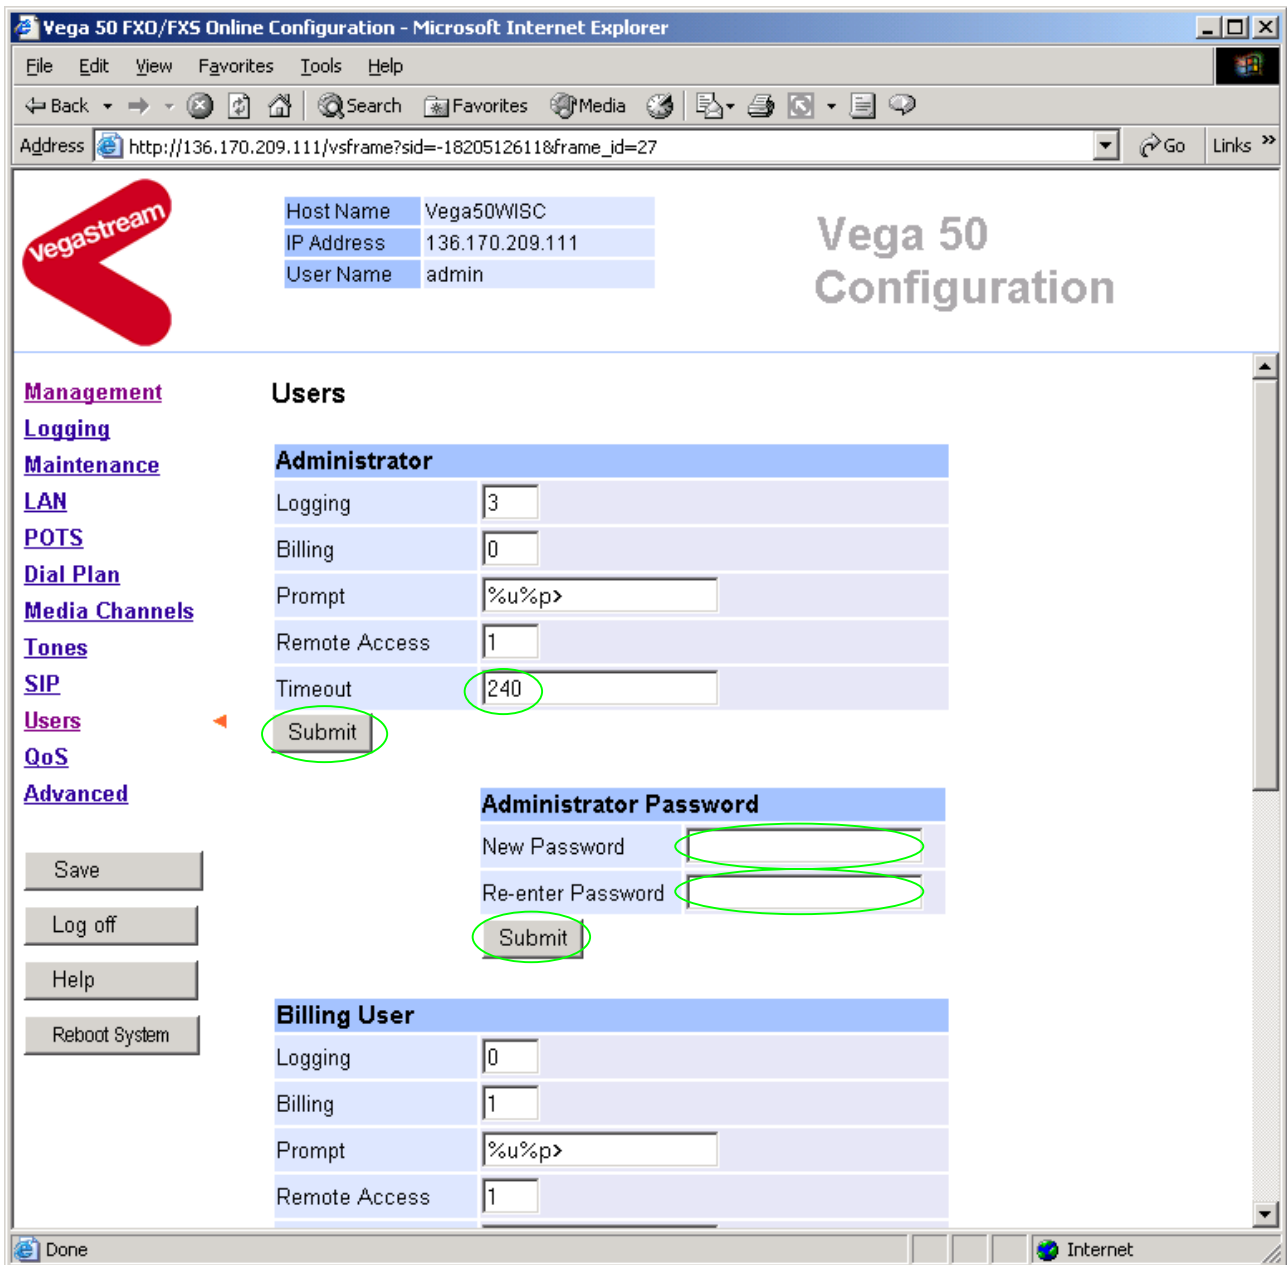 Vega 50 FXO/FXS Online Configuration - Microsoft Internet Explorer
File Edit View Favorites Tools Help
Back Search Favorites Media
Address http://136.170.209.111/vsframe?sid=-1820512611&frame_id=27 Go Links »
vegastream
Host Name Vega50WISC
IP Address 136.170.209.111
User Name admin
Vega 50
Configuration
Management
Logging
Maintenance
LAN
POTS
Dial Plan
Media Channels
Tones
SIP
Users
QoS
Advanced
Save
Log off
Help
Reboot System
Users
Administrator
Logging 3
Billing 0
Prompt %u%p>
Remote Access 1
Timeout 240
Submit
Administrator Password
New Password
Re-enter Password
Submit
Billing User
Logging 0
Billing 1
Prompt %u%p>
Remote Access 1
Done Internet